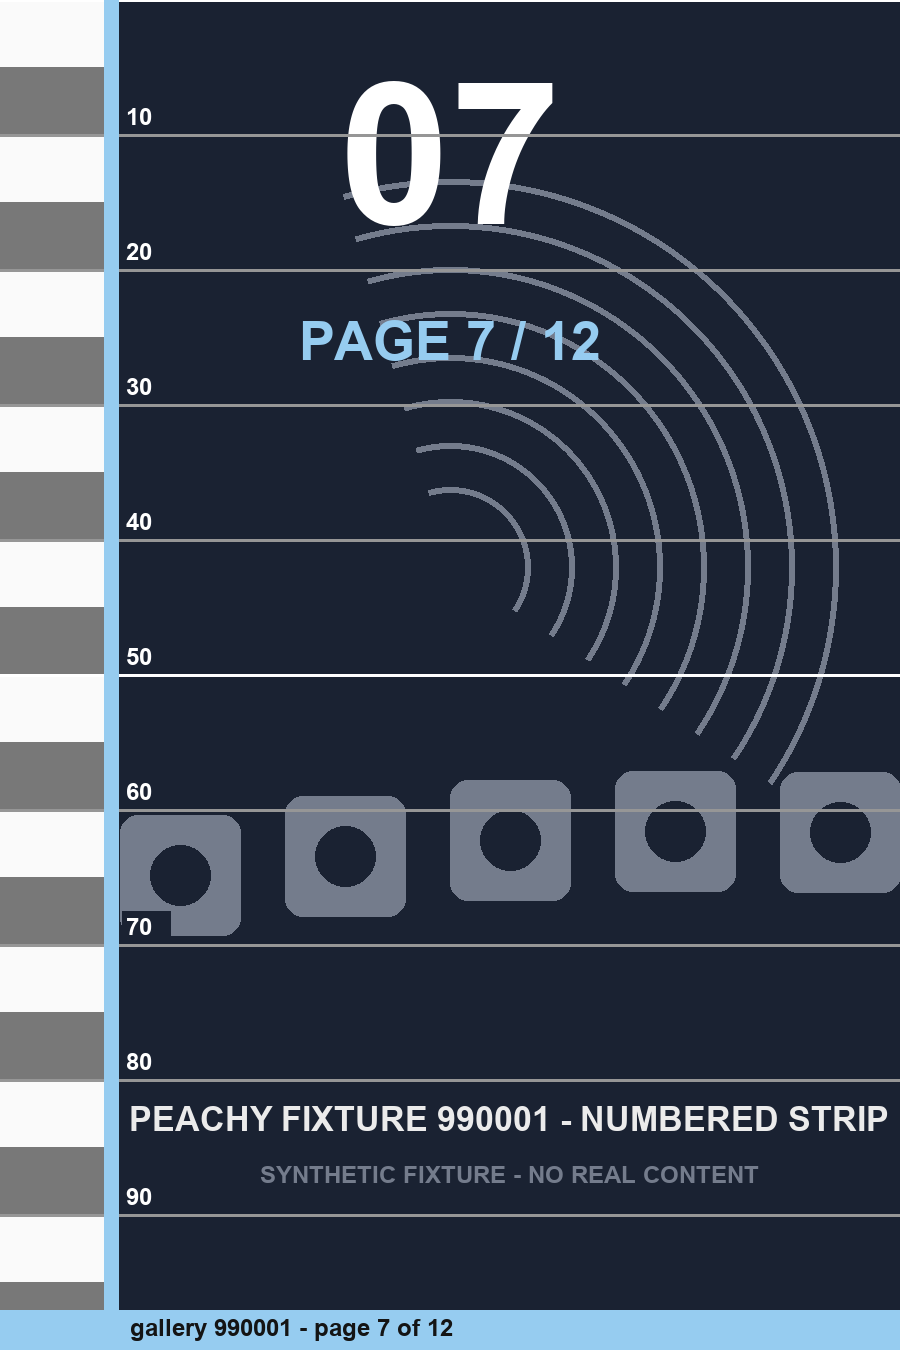 07
10
20
PAGE 7 / 12
30
40
50
60
70
80
PEACHY FIXTURE 990001 - NUMBERED STRIP
SYNTHETIC FIXTURE - NO REAL CONTENT
90
gallery 990001 - page 7 of 12